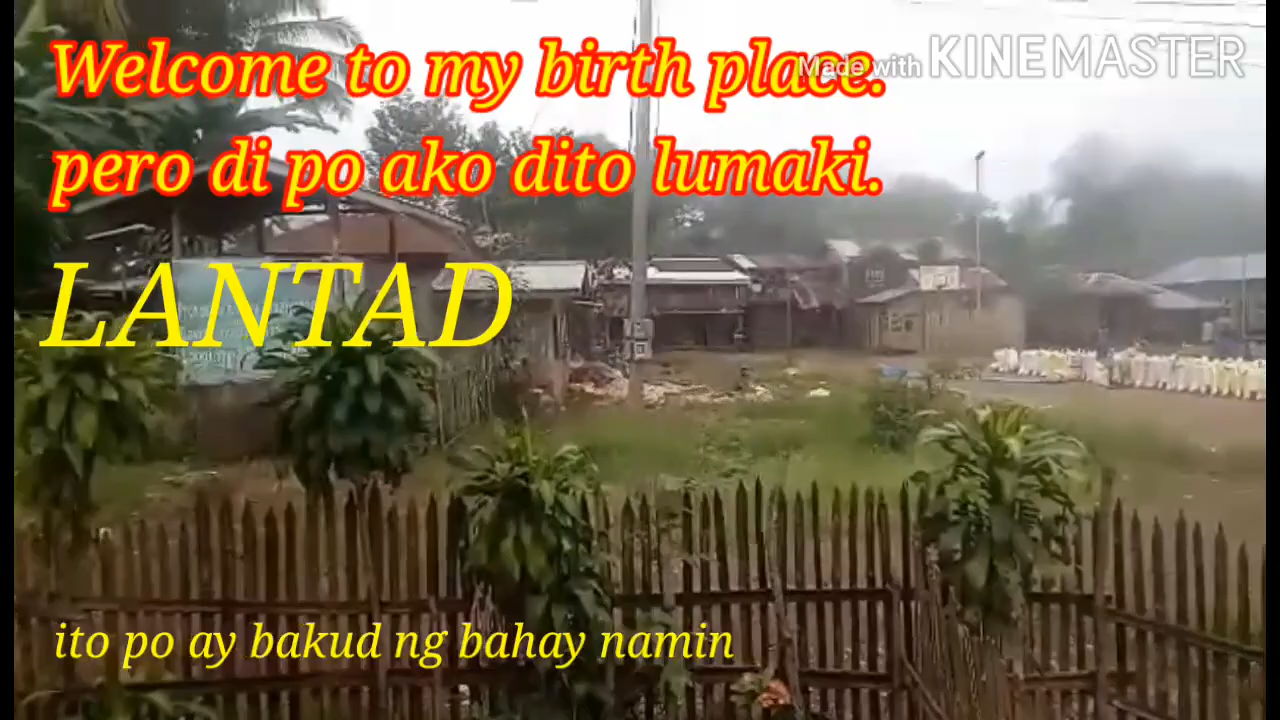 Welcome to my birth place.
Made with KINEMASTER
pero di po ako dito lumaki.
LANTAD
ito po ay bakud ng bahay namin